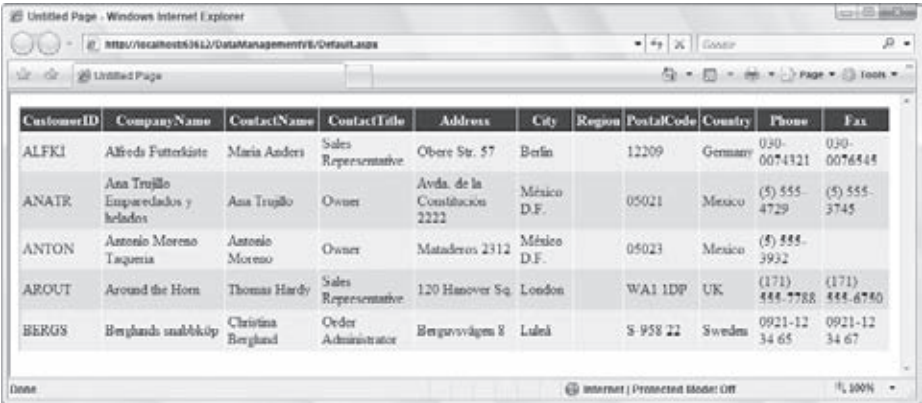 Untitled Page - Windows Internet Explorer
http://localhost:63612/DataManagementVB/Default.aspx
Google
Untitled Page
Page Tools
CustomerID CompanyName ContactName ContactTitle Address City Region PostalCode Country Phone Fax
ALFKI Alfreds Futterkiste Maria Anders Sales Representative Obere Str. 57 Berlin 12209 Germany 030-0074321 030-0076545
ANATR Ana Trujillo Emparedados y helados Ana Trujillo Owner Avda. de la Constitución 2222 México D.F. 05021 Mexico (5) 555-4729 (5) 555-3745
ANTON Antonio Moreno Taquería Antonio Moreno Owner Mataderos 2312 México D.F. 05023 Mexico (5) 555-3932
AROUT Around the Horn Thomas Hardy Sales Representative 120 Hanover Sq. London WA1 1DP UK (171) 555-7788 (171) 555-6750
BERGS Berglunds snabbköp Christina Berglund Order Administrator Berguvsvägen 8 Luleå S-958 22 Sweden 0921-12 34 65 0921-12 34 67
Done Internet | Protected Mode: Off 100%